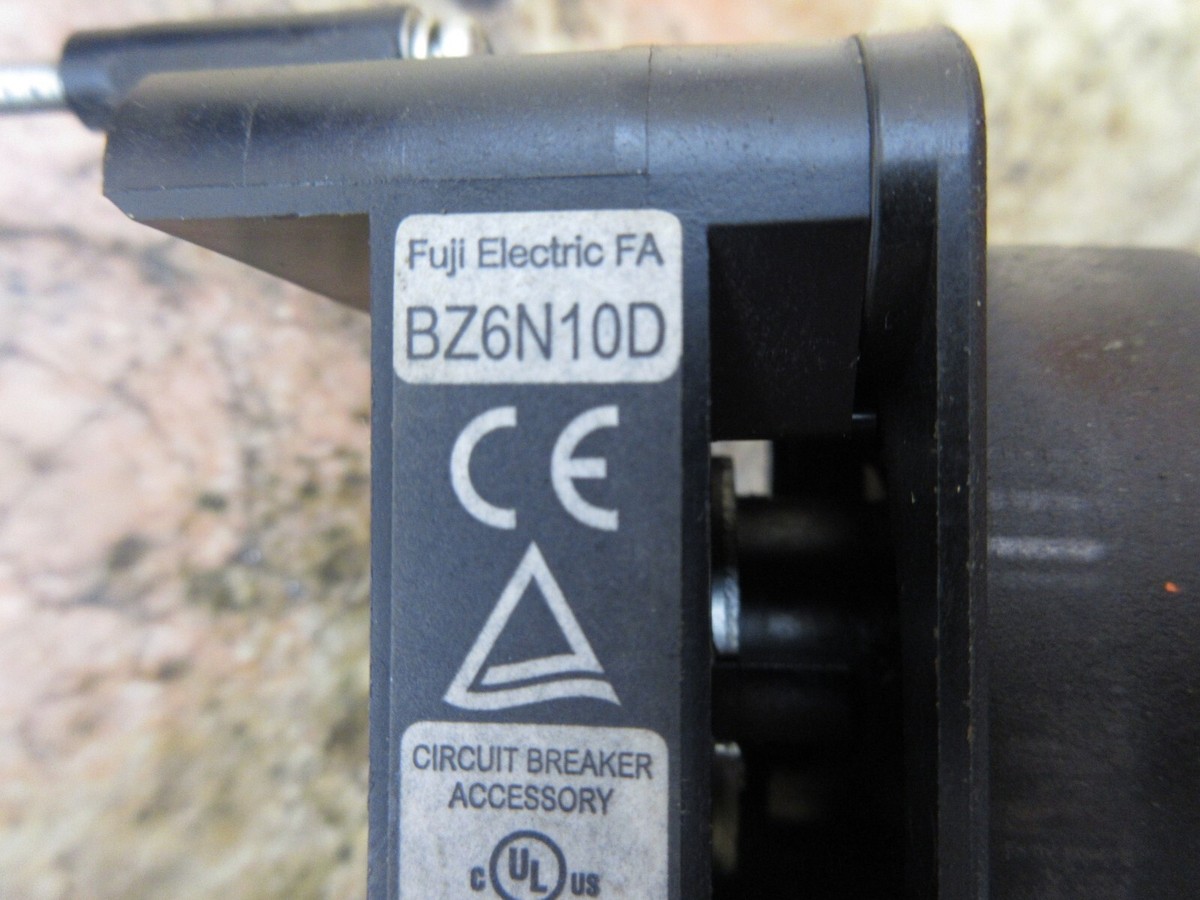 Fuji Electric FA
BZ6N10D
CE
CIRCUIT BREAKER
ACCESSORY
c UL US